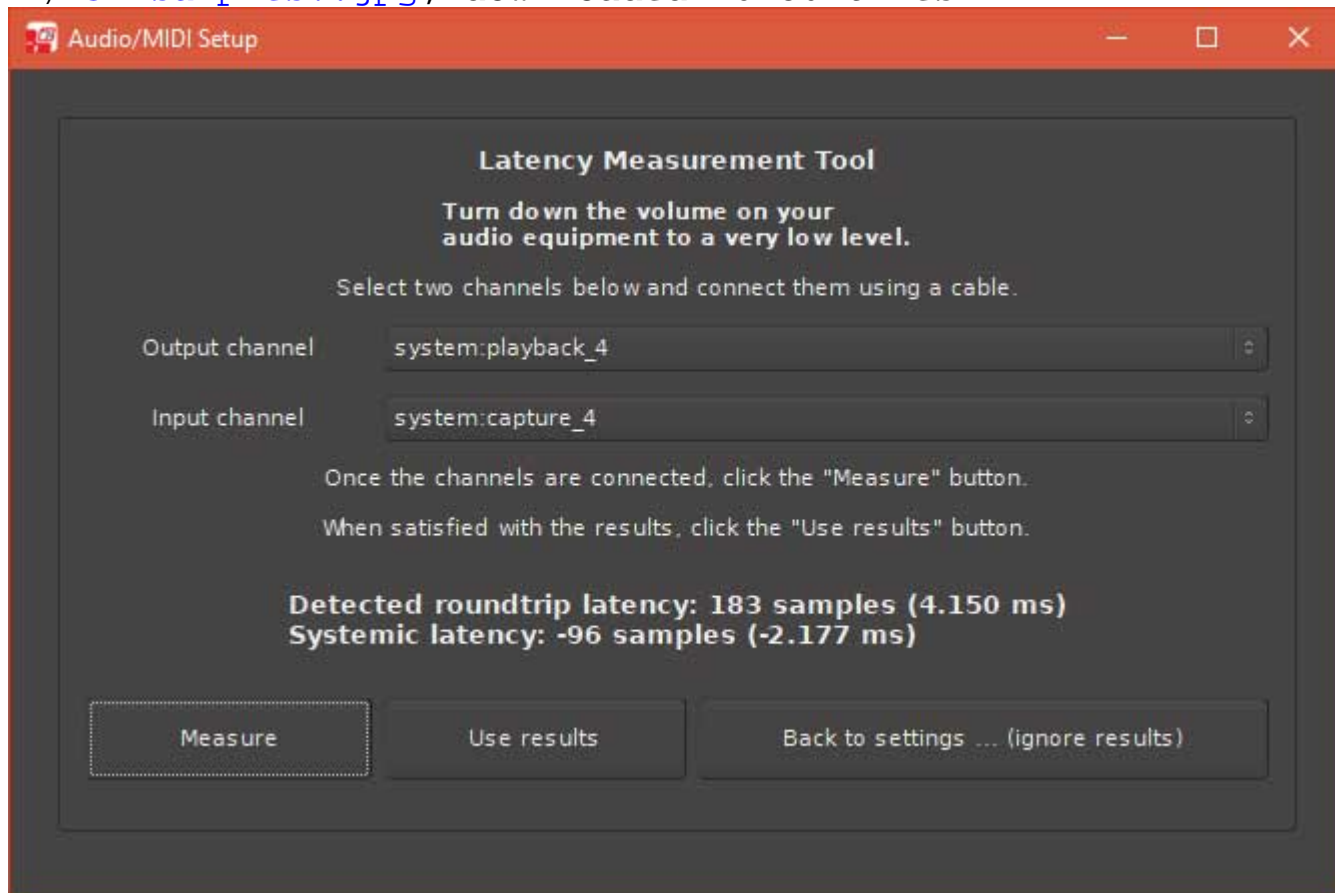 Audio/MIDI Setup
Latency Measurement Tool
Turn down the volume on your
audio equipment to a very low level.
Select two channels below and connect them using a cable.
Output channel system:playback_4
Input channel system:capture_4
Once the channels are connected, click the "Measure" button.
When satisfied with the results, click the "Use results" button.
Detected roundtrip latency: 183 samples (4.150 ms)
Systemic latency: -96 samples (-2.177 ms)
Measure Use results Back to settings ... (ignore results)